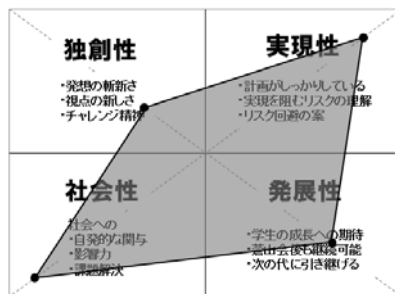 独創性
・発想の斬新さ
・視点の新しさ
・チャレンジ精神
実現性
・計画がしっかりしている
・実現を阻むリスクの理解
・リスク回避の案
社会性
社会への
・自発的な関与
・影響力
・課題解決
発展性
・学生の成長への期待
・蒼山会後も継続可能
・次の代に引き継げる